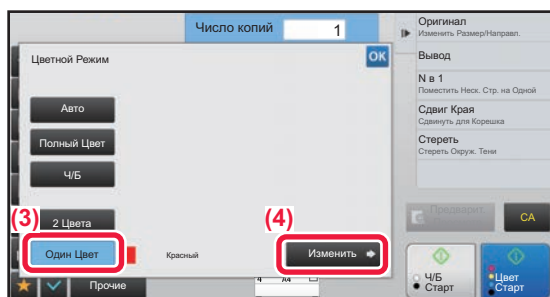 Число копий
1
Оригинал
Изменить Размер/Направл.
Вывод
N в 1
Поместить Неск. Стр. на Одной
Сдвиг Края
Сдвинуть для Корешка
Стереть
Стереть Окруж. Тени
Предварит.
CA
Ч/Б
Старт
Цвет
Старт
Цветной Режим
OK
Авто
Полный Цвет
Ч/Б
(3)
2 Цвета
(4)
Один Цвет
Красный
Изменить
Прочие
A4